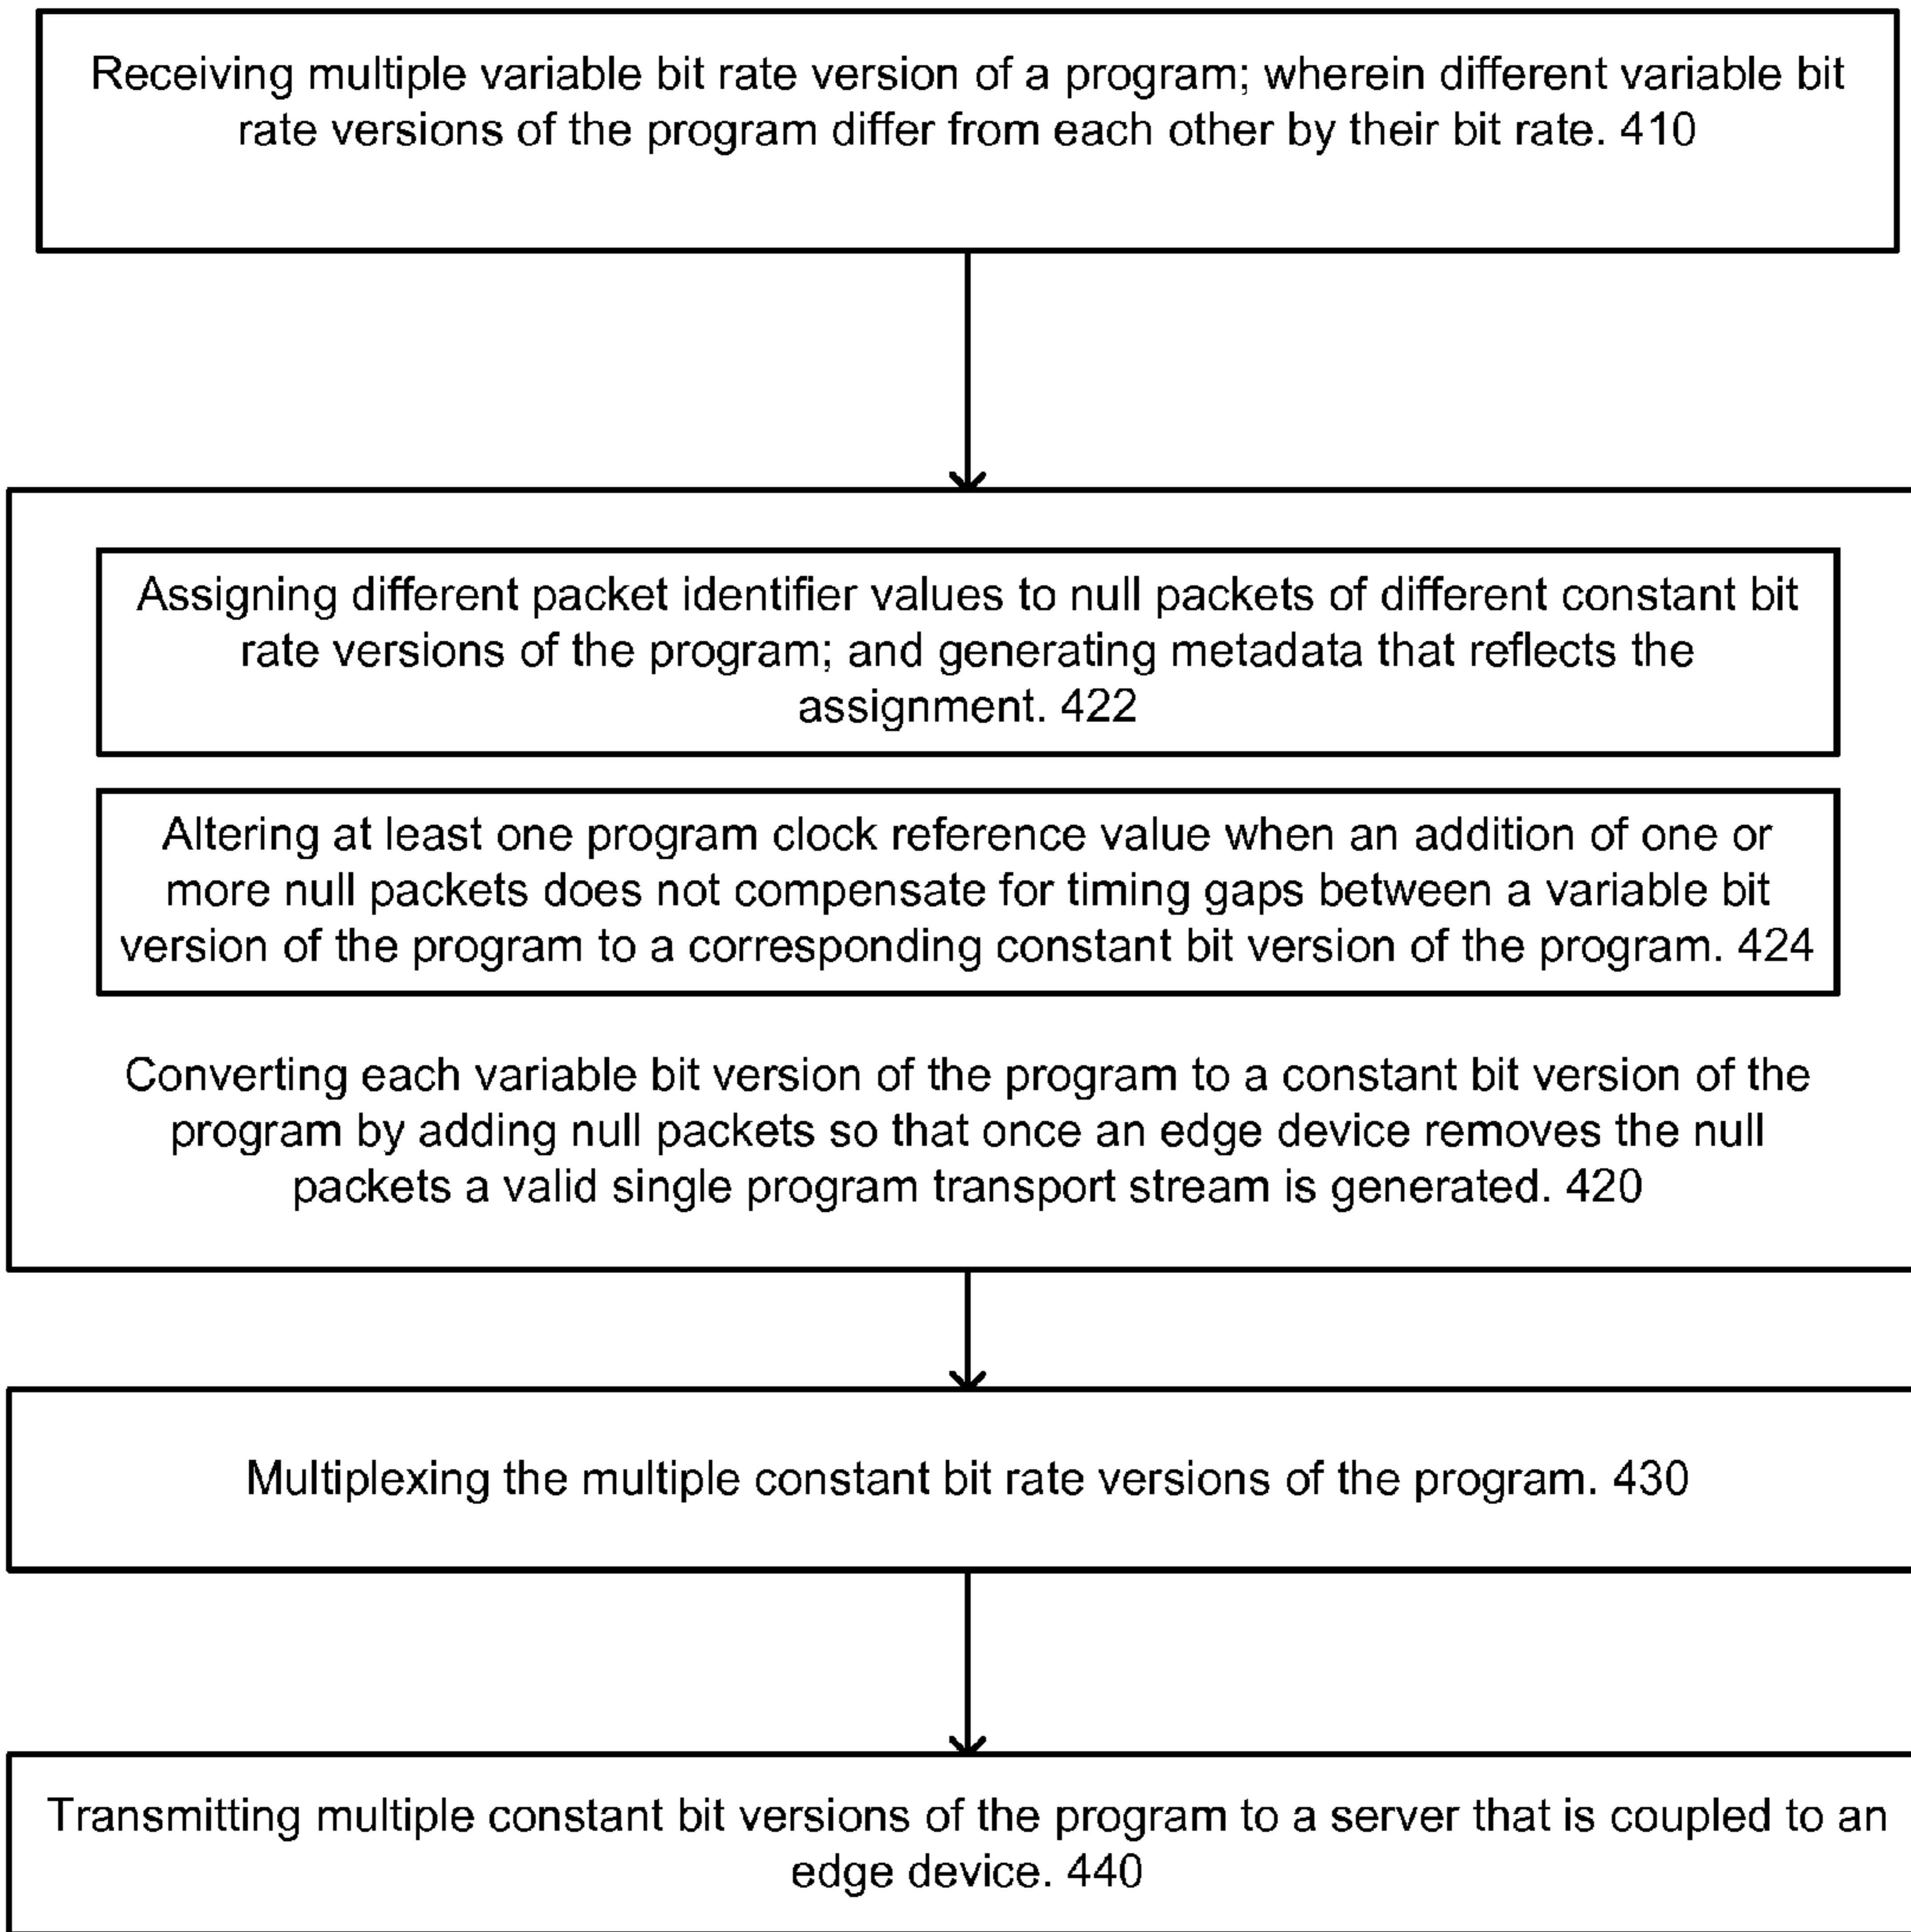 Receiving multiple variable bit rate version of a program; wherein different variable bit
rate versions of the program differ from each other by their bit rate. 410
Assigning different packet identifier values to null packets of different constant bit
rate versions of the program; and generating metadata that reflects the
assignment. 422
Altering at least one program clock reference value when an addition of one or
more null packets does not compensate for timing gaps between a variable bit
version of the program to a corresponding constant bit version of the program. 424
Converting each variable bit version of the program to a constant bit version of the
program by adding null packets so that once an edge device removes the null
packets a valid single program transport stream is generated. 420
Multiplexing the multiple constant bit rate versions of the program. 430
Transmitting multiple constant bit versions of the program to a server that is coupled to an
edge device. 440